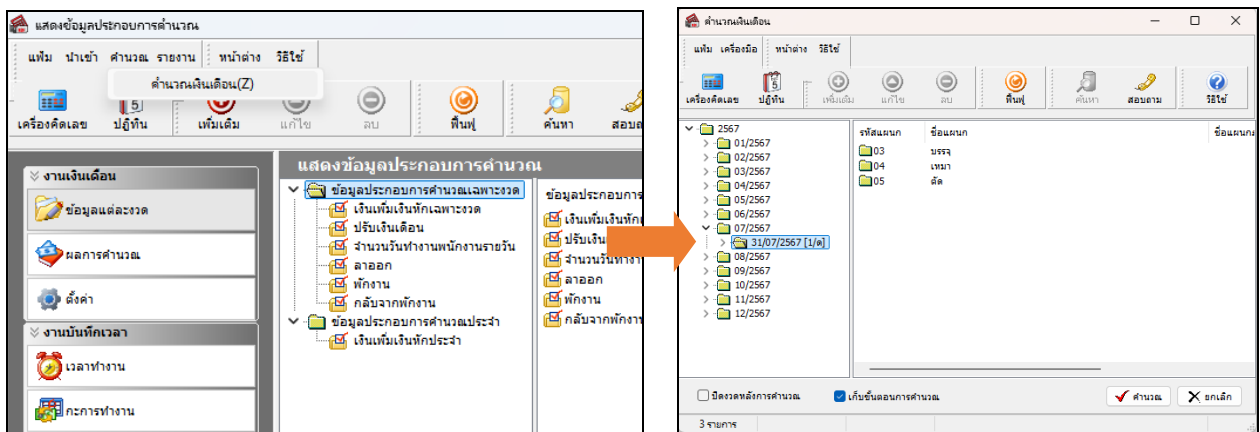 แสดงข้อมูลประกอบการคำนวณ
แฟ้ม นำเข้า คำนวณ รายงาน หน้าต่าง วิธีใช้
คำนวณเงินเดือน(Z)
เครื่องคิดเลข ปฏิทิน เพิ่มเติม แก้ไข ลบ ฟื้นฟู ค้นหา
งานเงินเดือน
ข้อมูลแต่ละงวด
ผลการคำนวณ
ตั้งค่า
งานบันทึกเวลา
เวลาทำงาน
กะการทำงาน
แสดงข้อมูลประกอบการคำนวณ
ข้อมูลประกอบการคำนวณเฉพาะงวด
เงินเพิ่มเงินหักเฉพาะงวด
ปรับเงินเดือน
จำนวนวันทำงานพนักงานรายวัน
ลาออก
พักงาน
กลับจากพักงาน
ข้อมูลประกอบการคำนวณประจำ
เงินเพิ่มเงินหักประจำ
ข้อมูลประกอบการ
เงินเพิ่มเงินหัก
ลาออก
พักงาน
กลับจากพักงา
คำนวณเงินเดือน
แฟ้ม เครื่องมือ หน้าต่าง วิธีใช้
เครื่องคิดเลข ปฏิทิน เพิ่มเติม แก้ไข ลบ ฟื้นฟู ค้นหา สอบถาม วิธีใช้
2567
01/2567
02/2567
03/2567
04/2567
05/2567
06/2567
07/2567
31/07/2567 [1/ด]
08/2567
09/2567
10/2567
11/2567
12/2567
รหัสแผนก ชื่อแผนก ชื่อแผนก
03 บรรจุ
04 เหมา
05 ตัด
ปิดงวดหลังการคำนวณ เก็บขั้นตอนการคำนวณ คำนวณ ยกเลิก
3 รายการ